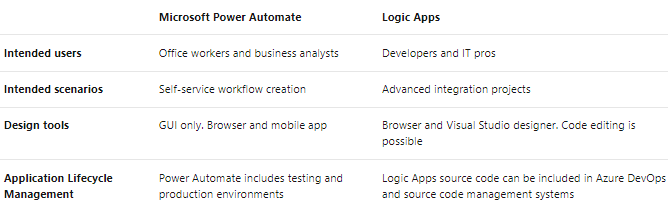 Microsoft Power Automate Logic Apps
Intended users Office workers and business analysts Developers and IT pros
Intended scenarios Self-service workflow creation Advanced integration projects
Design tools GUI only. Browser and mobile app Browser and Visual Studio designer. Code editing is
possible
Application Lifecycle Power Automate includes testing and Logic Apps source code can be included in Azure DevOps
Management production environments and source code management systems